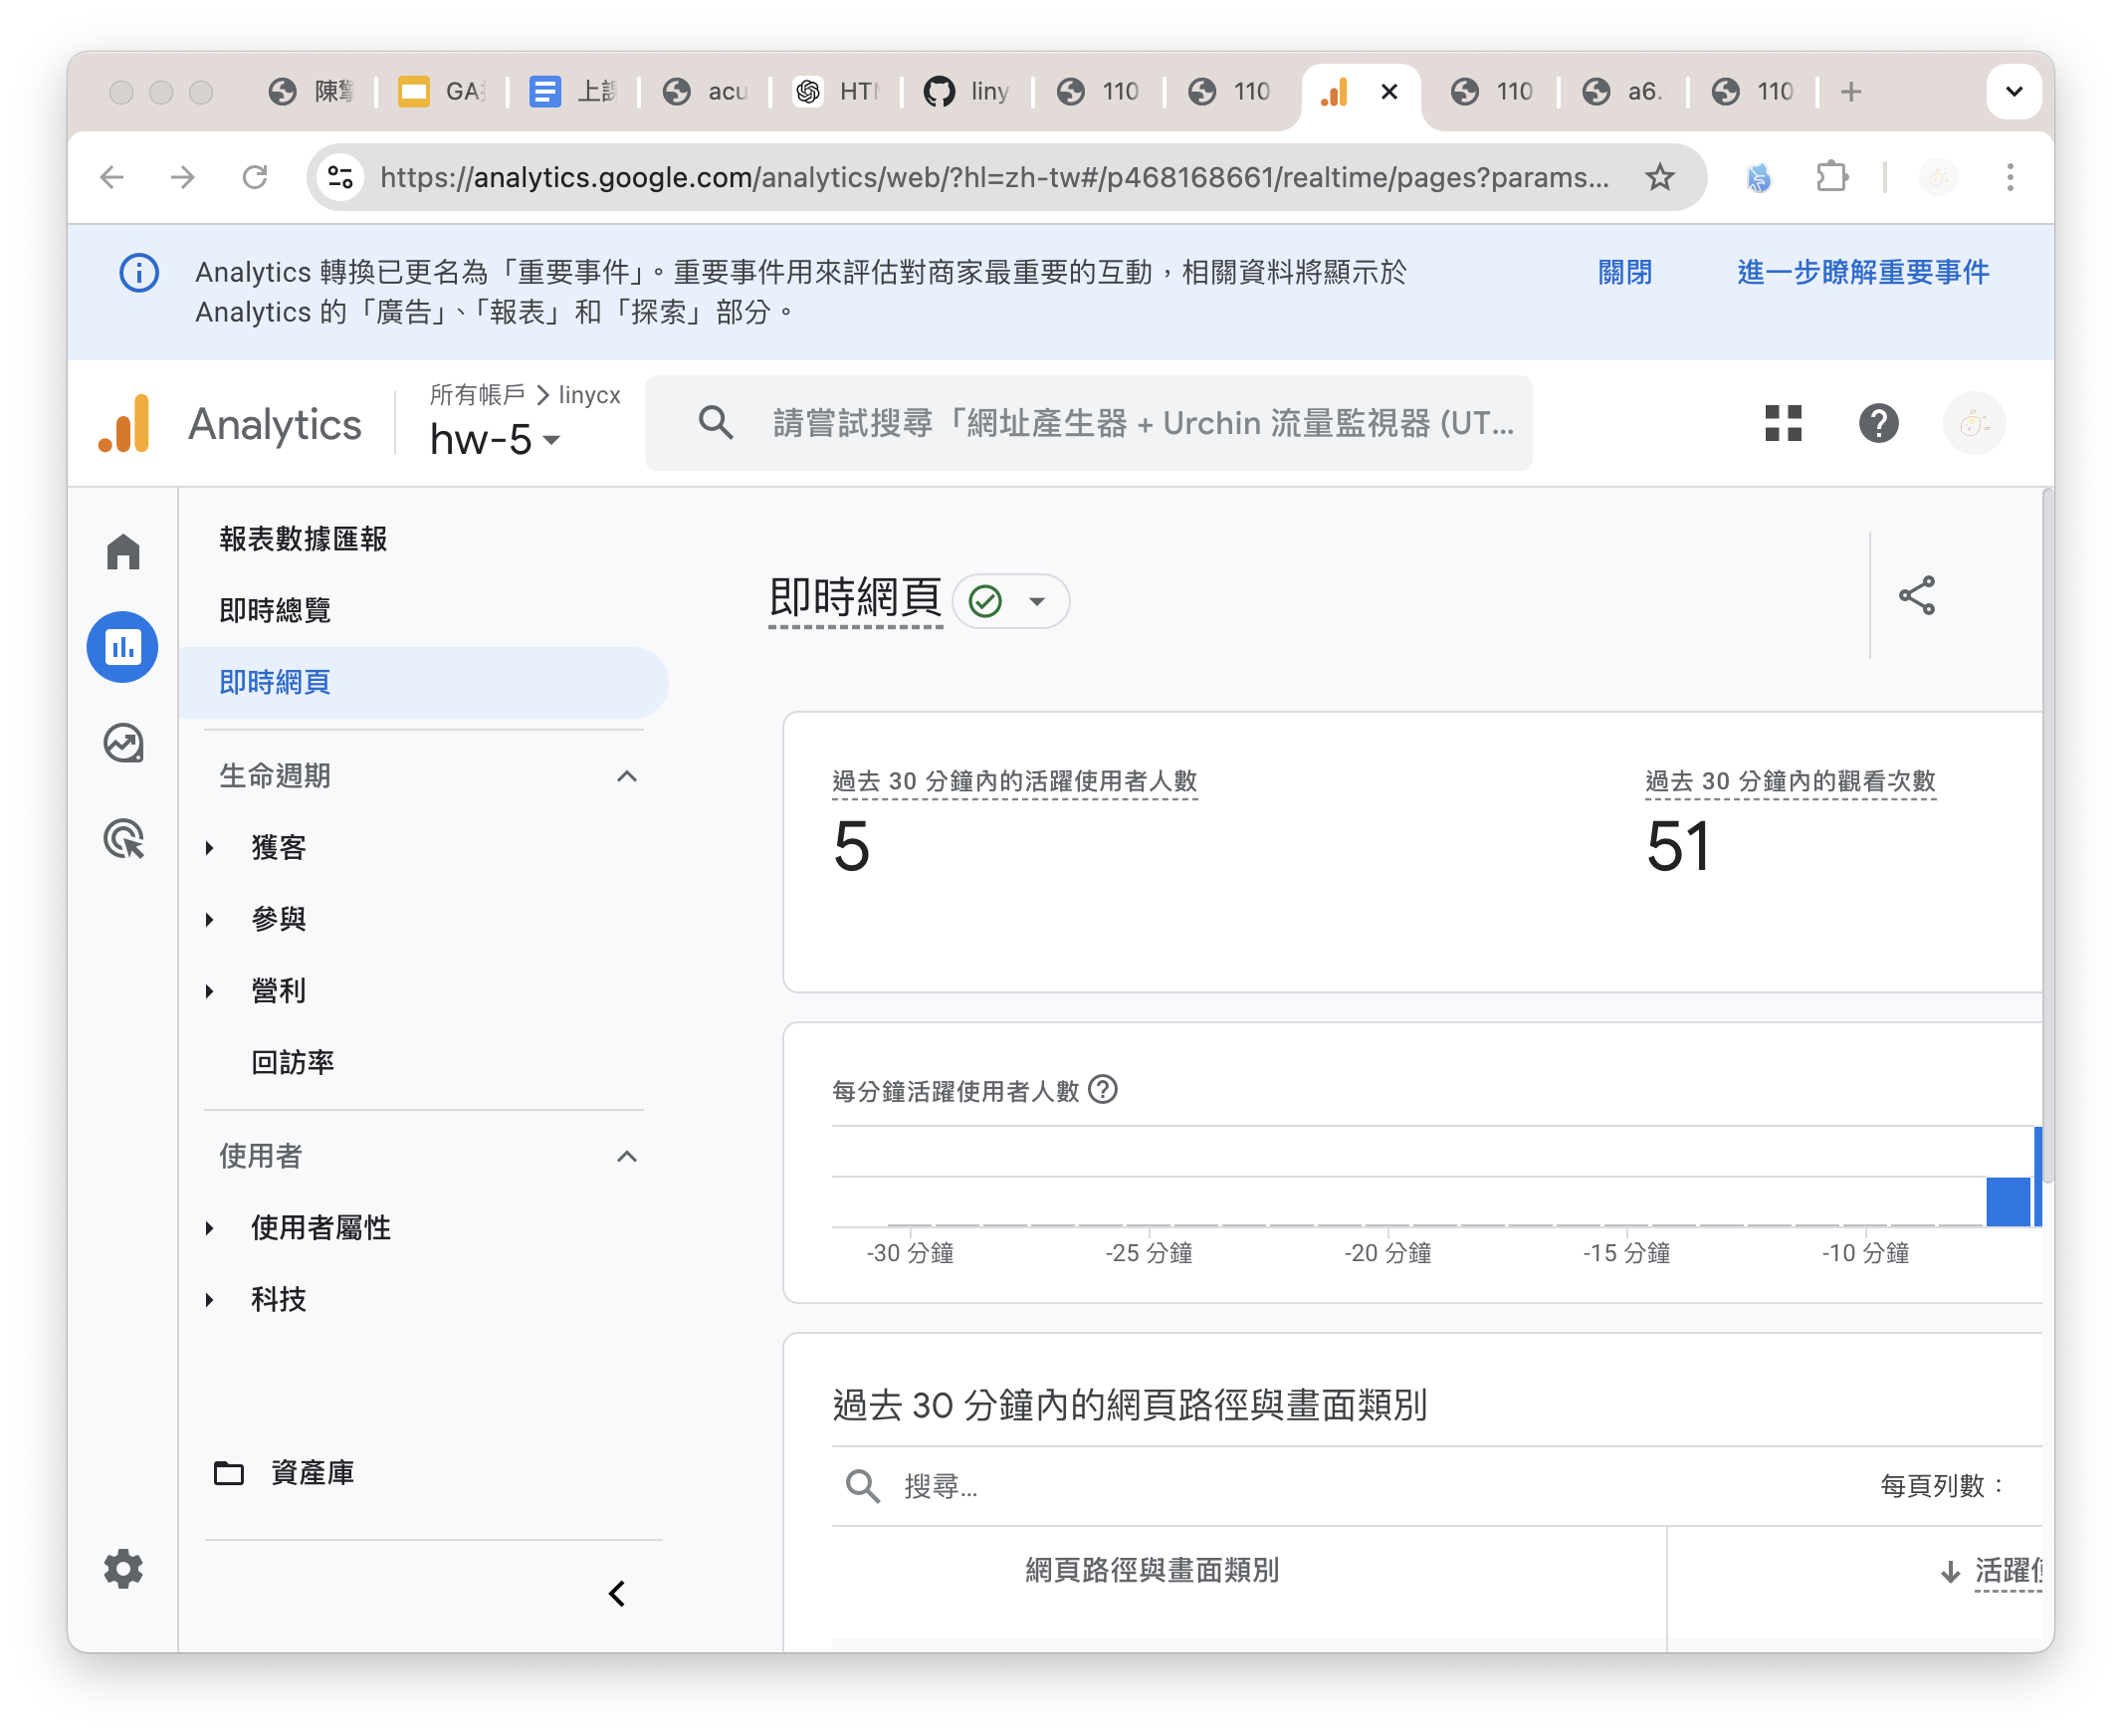 陳擎
GA
上課
acu
HTM
liny
110
110
110
a6.
110
https://analytics.google.com/analytics/web/?hl=zh-tw#/p468168661/realtime/pages?params...
Analytics 轉換已更名為「重要事件」。重要事件用來評估對商家最重要的互動，相關資料將顯示於
Analytics 的「廣告」、「報表」和「探索」部分。
關閉
進一步瞭解重要事件
Analytics
所有帳戶 > linycx
hw-5
請嘗試搜尋「網址產生器 + Urchin 流量監視器 (UT...
報表數據匯報
即時總覽
即時網頁
生命週期
獲客
參與
營利
回訪率
使用者
使用者屬性
科技
資產庫
即時網頁
過去 30 分鐘內的活躍使用者人數
5
過去 30 分鐘內的觀看次數
51
每分鐘活躍使用者人數
-30 分鐘
-25 分鐘
-20 分鐘
-15 分鐘
-10 分鐘
過去 30 分鐘內的網頁路徑與畫面類別
搜尋...
每頁列數：
網頁路徑與畫面類別
活躍使